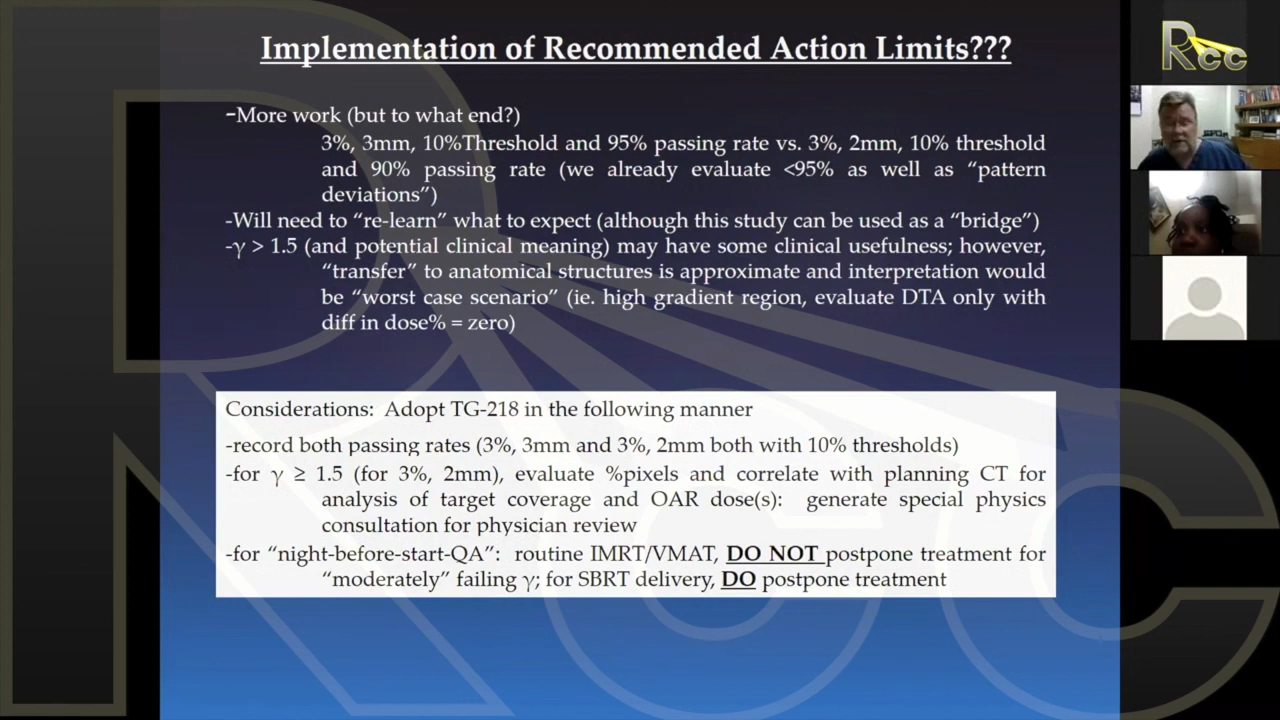 Implementation of Recommended Action Limits???
-More work (but to what end?)
3%, 3mm, 10%Threshold and 95% passing rate vs. 3%, 2mm, 10% threshold
and 90% passing rate (we already evaluate <95% as well as “pattern
deviations”)
-Will need to “re-learn” what to expect (although this study can be used as a “bridge”)
-γ > 1.5 (and potential clinical meaning) may have some clinical usefulness; however,
“transfer” to anatomical structures is approximate and interpretation would
be “worst case scenario” (ie. high gradient region, evaluate DTA only with
diff in dose% = zero)
Considerations: Adopt TG-218 in the following manner
-record both passing rates (3%, 3mm and 3%, 2mm both with 10% thresholds)
-for γ ≥ 1.5 (for 3%, 2mm), evaluate %pixels and correlate with planning CT for
analysis of target coverage and OAR dose(s): generate special physics
consultation for physician review
-for “night-before-start-QA”: routine IMRT/VMAT, DO NOT postpone treatment for
“moderately” failing γ; for SBRT delivery, DO postpone treatment
Rcc
Rcc